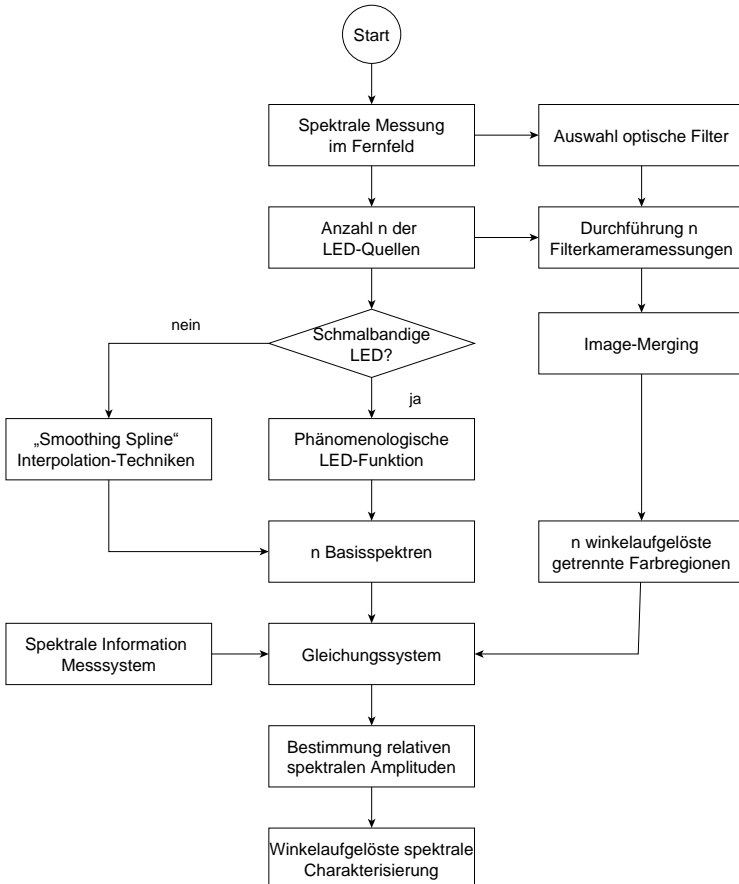 Start
Spektrale Messung
im Fernfeld
Auswahl optische Filter
Anzahl n der
LED-Quellen
Durchführung n
Filterkameramessungen
nein
Schmalbandige
LED?
Image-Merging
ja
„Smoothing Spline“
Interpolation-Techniken
Phänomenologische
LED-Funktion
n Basisspektren
n winkelaufgelöste
getrennte Farbregionen
Spektrale Information
Messsystem
Gleichungssystem
Bestimmung relativen
spektralen Amplituden
Winkelaufgelöste spektrale
Charakterisierung